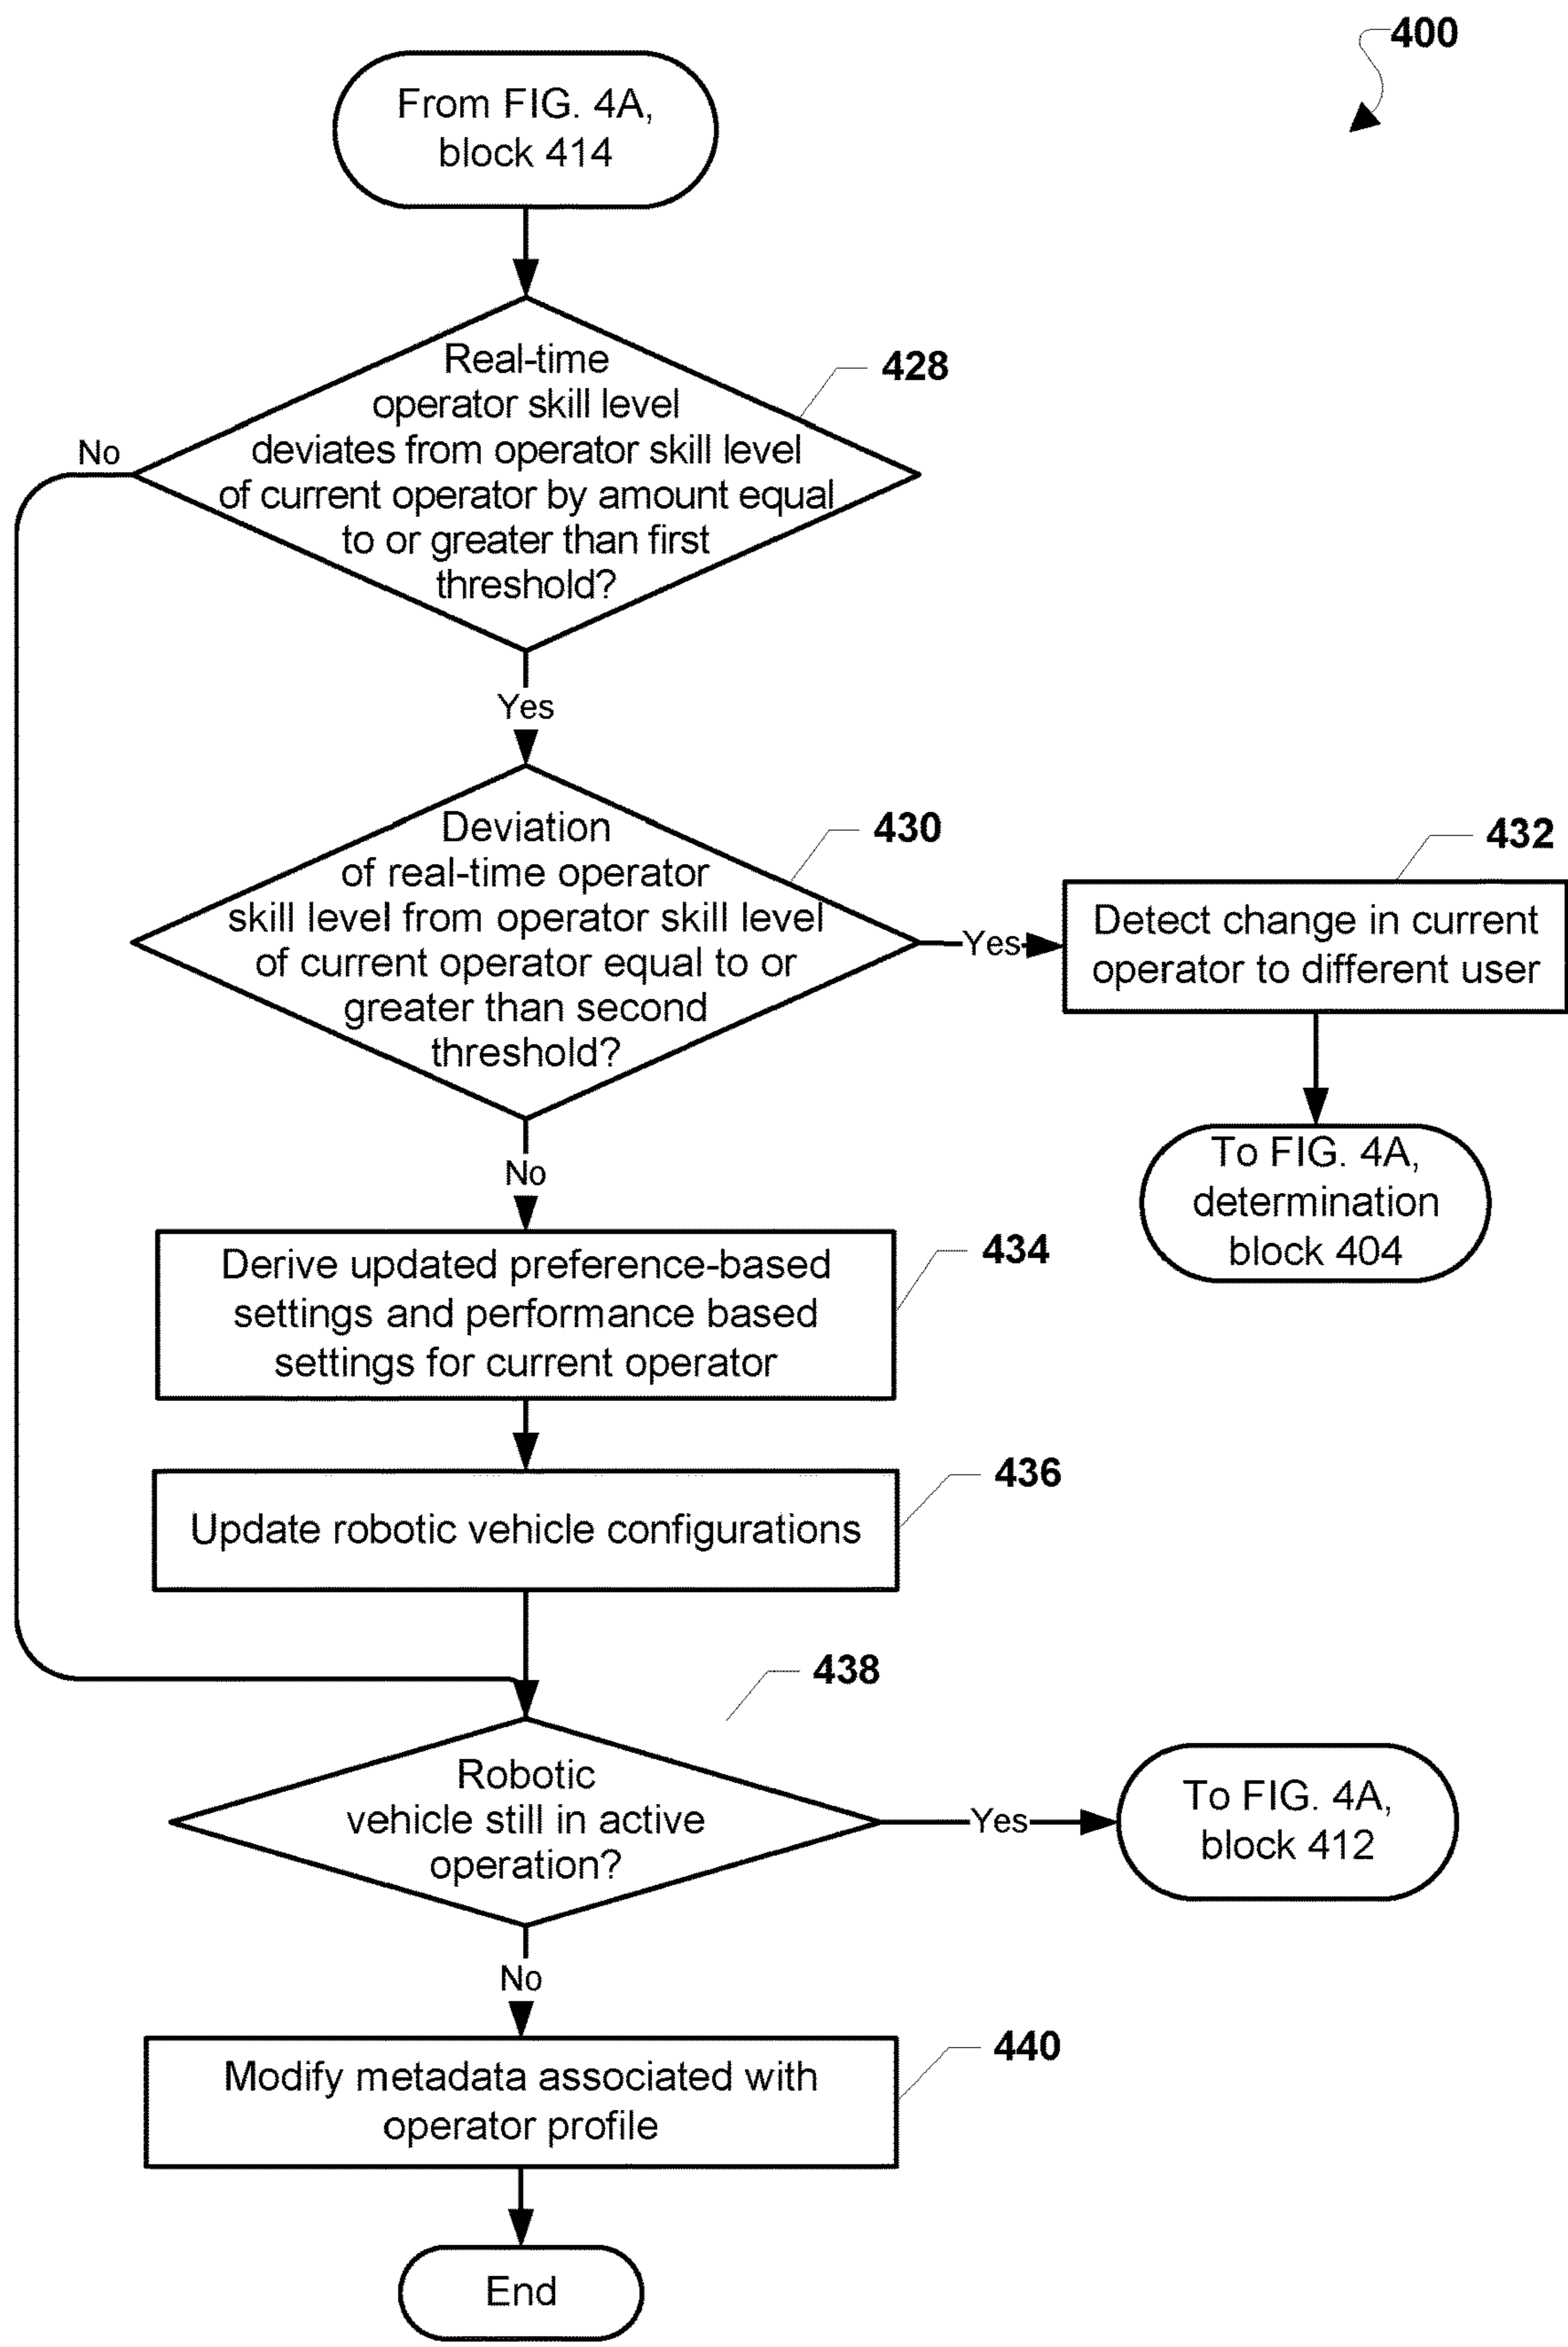 400
From FIG. 4A,
block 414
Real-time
operator skill level
deviates from operator skill level
of current operator by amount equal
to or greater than first
threshold?
428
No
Yes
Deviation
of real-time operator
skill level from operator skill level
of current operator equal to or
greater than second
threshold?
430
Yes
432
Detect change in current
operator to different user
To FIG. 4A,
determination
block 404
No
Derive updated preference-based
settings and performance based
settings for current operator
434
Update robotic vehicle configurations
436
438
Robotic
vehicle still in active
operation?
Yes
To FIG. 4A,
block 412
No
Modify metadata associated with
operator profile
440
End